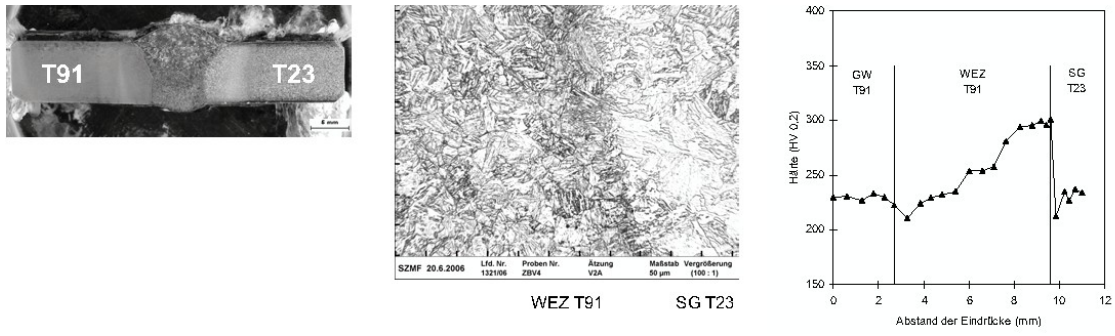 T91
T23
5 mm
SZMF 20.6.2006
Lfd. Nr.
1321/06
Proben Nr.
ZBV4
Ätzung
V2A
Maßstab
50 µm
Vergrößerung
(100 : 1)
WEZ T91
SG T23
400
350
300
250
200
150
Härte (HV 0,2)
GW
T91
WEZ
T91
SG
T23
0
2
4
6
8
10
12
Abstand der Eindrücke (mm)